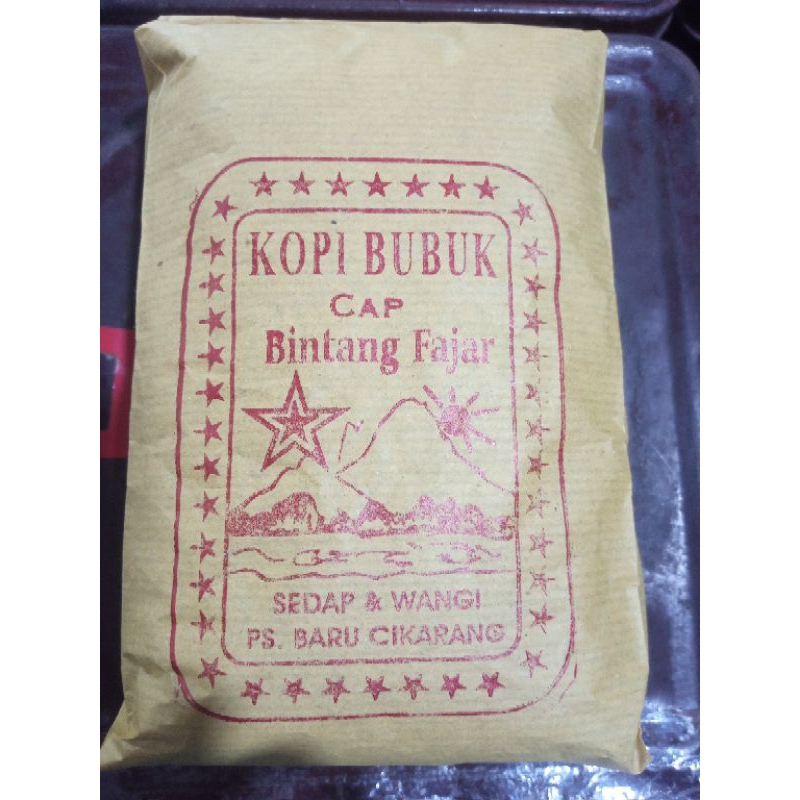 KOPI BUBUK
CAP
Bintang Fajar
SEDAP & WANGI
PS. BARU CIKARANG